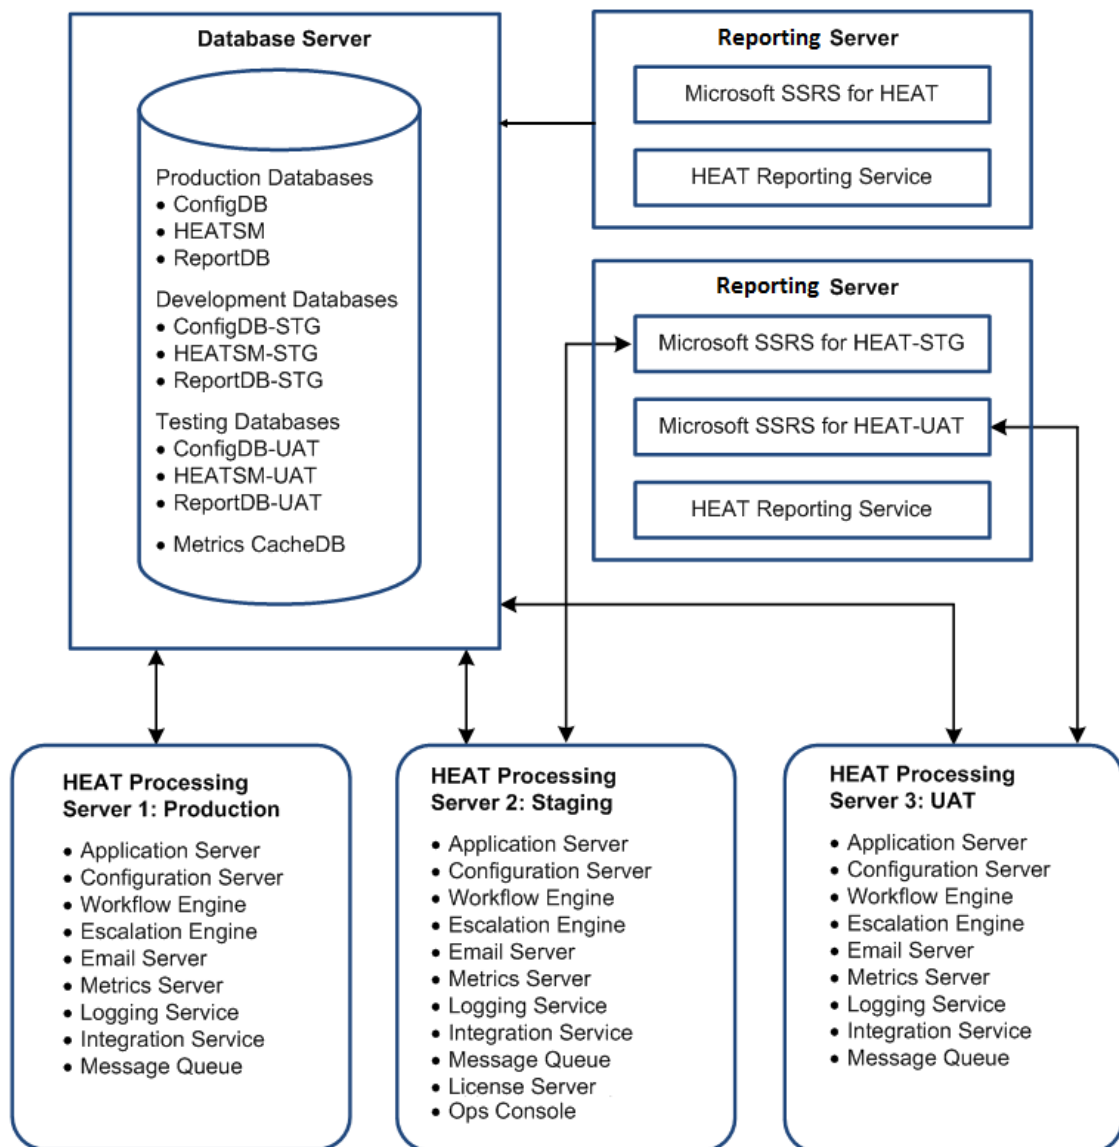 Database Server
Production Databases
• ConfigDB
• HEATSM
• ReportDB
Development Databases
• ConfigDB-STG
• HEATSM-STG
• ReportDB-STG
Testing Databases
• ConfigDB-UAT
• HEATSM-UAT
• ReportDB-UAT
• Metrics CacheDB
Reporting Server
Microsoft SSRS for HEAT
HEAT Reporting Service
Reporting Server
Microsoft SSRS for HEAT-STG
Microsoft SSRS for HEAT-UAT
HEAT Reporting Service
HEAT Processing
Server 1: Production
• Application Server
• Configuration Server
• Workflow Engine
• Escalation Engine
• Email Server
• Metrics Server
• Logging Service
• Integration Service
• Message Queue
HEAT Processing
Server 2: Staging
• Application Server
• Configuration Server
• Workflow Engine
• Escalation Engine
• Email Server
• Metrics Server
• Logging Service
• Integration Service
• Message Queue
• License Server
• Ops Console
HEAT Processing
Server 3: UAT
• Application Server
• Configuration Server
• Workflow Engine
• Escalation Engine
• Email Server
• Metrics Server
• Logging Service
• Integration Service
• Message Queue